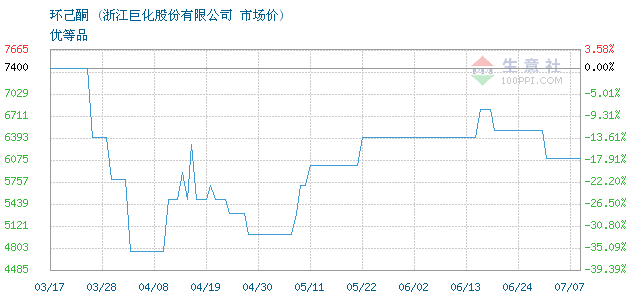 环己酮 (浙江巨化股份有限公司 市场价)
优等品
7665 3.58%
7400 0.00%
7029 -5.01%
6711 -9.31%
6393 -13.61%
6075 -17.91%
5757 -22.20%
5439 -26.50%
5121 -30.80%
4803 -35.09%
4485 -39.39%
生意社
100PPI.COM
03/17 03/28 04/08 04/19 04/30 05/11 05/22 06/02 06/13 06/24 07/07